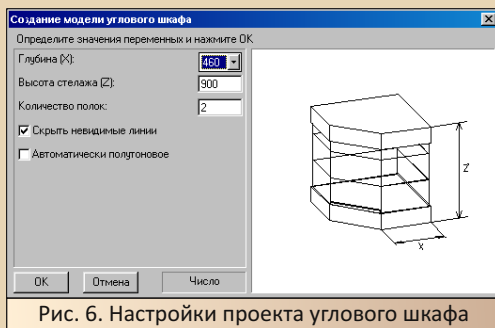 Создание модели углового шкафа
Определите значения переменных и нажмите OK
Глубина (X):
460
Высота стелажа (Z):
900
Количество полок:
2
Скрыть невидимые линии
Автоматически полутоновое
Z
X
OK
Отмена
Число
Рис. 6. Настройки проекта углового шкафа